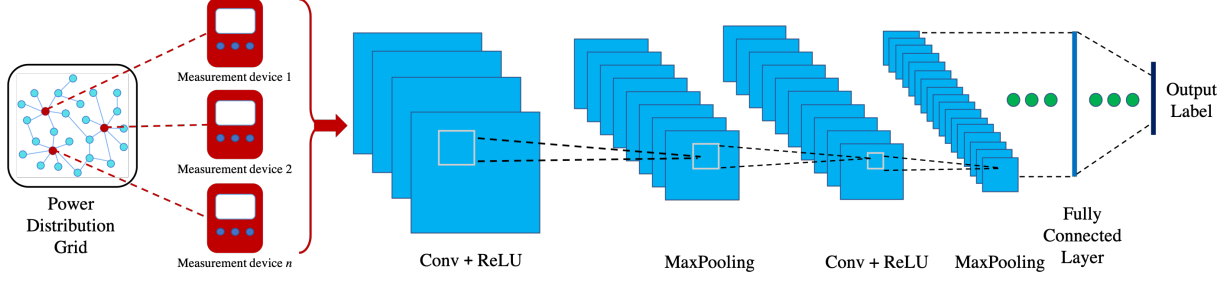 Measurement device 1
Measurement device 2
Measurement device n
Power
Distribution
Grid
Conv + ReLU
MaxPooling
Conv + ReLU
MaxPooling
Fully
Connected
Layer
Output
Label